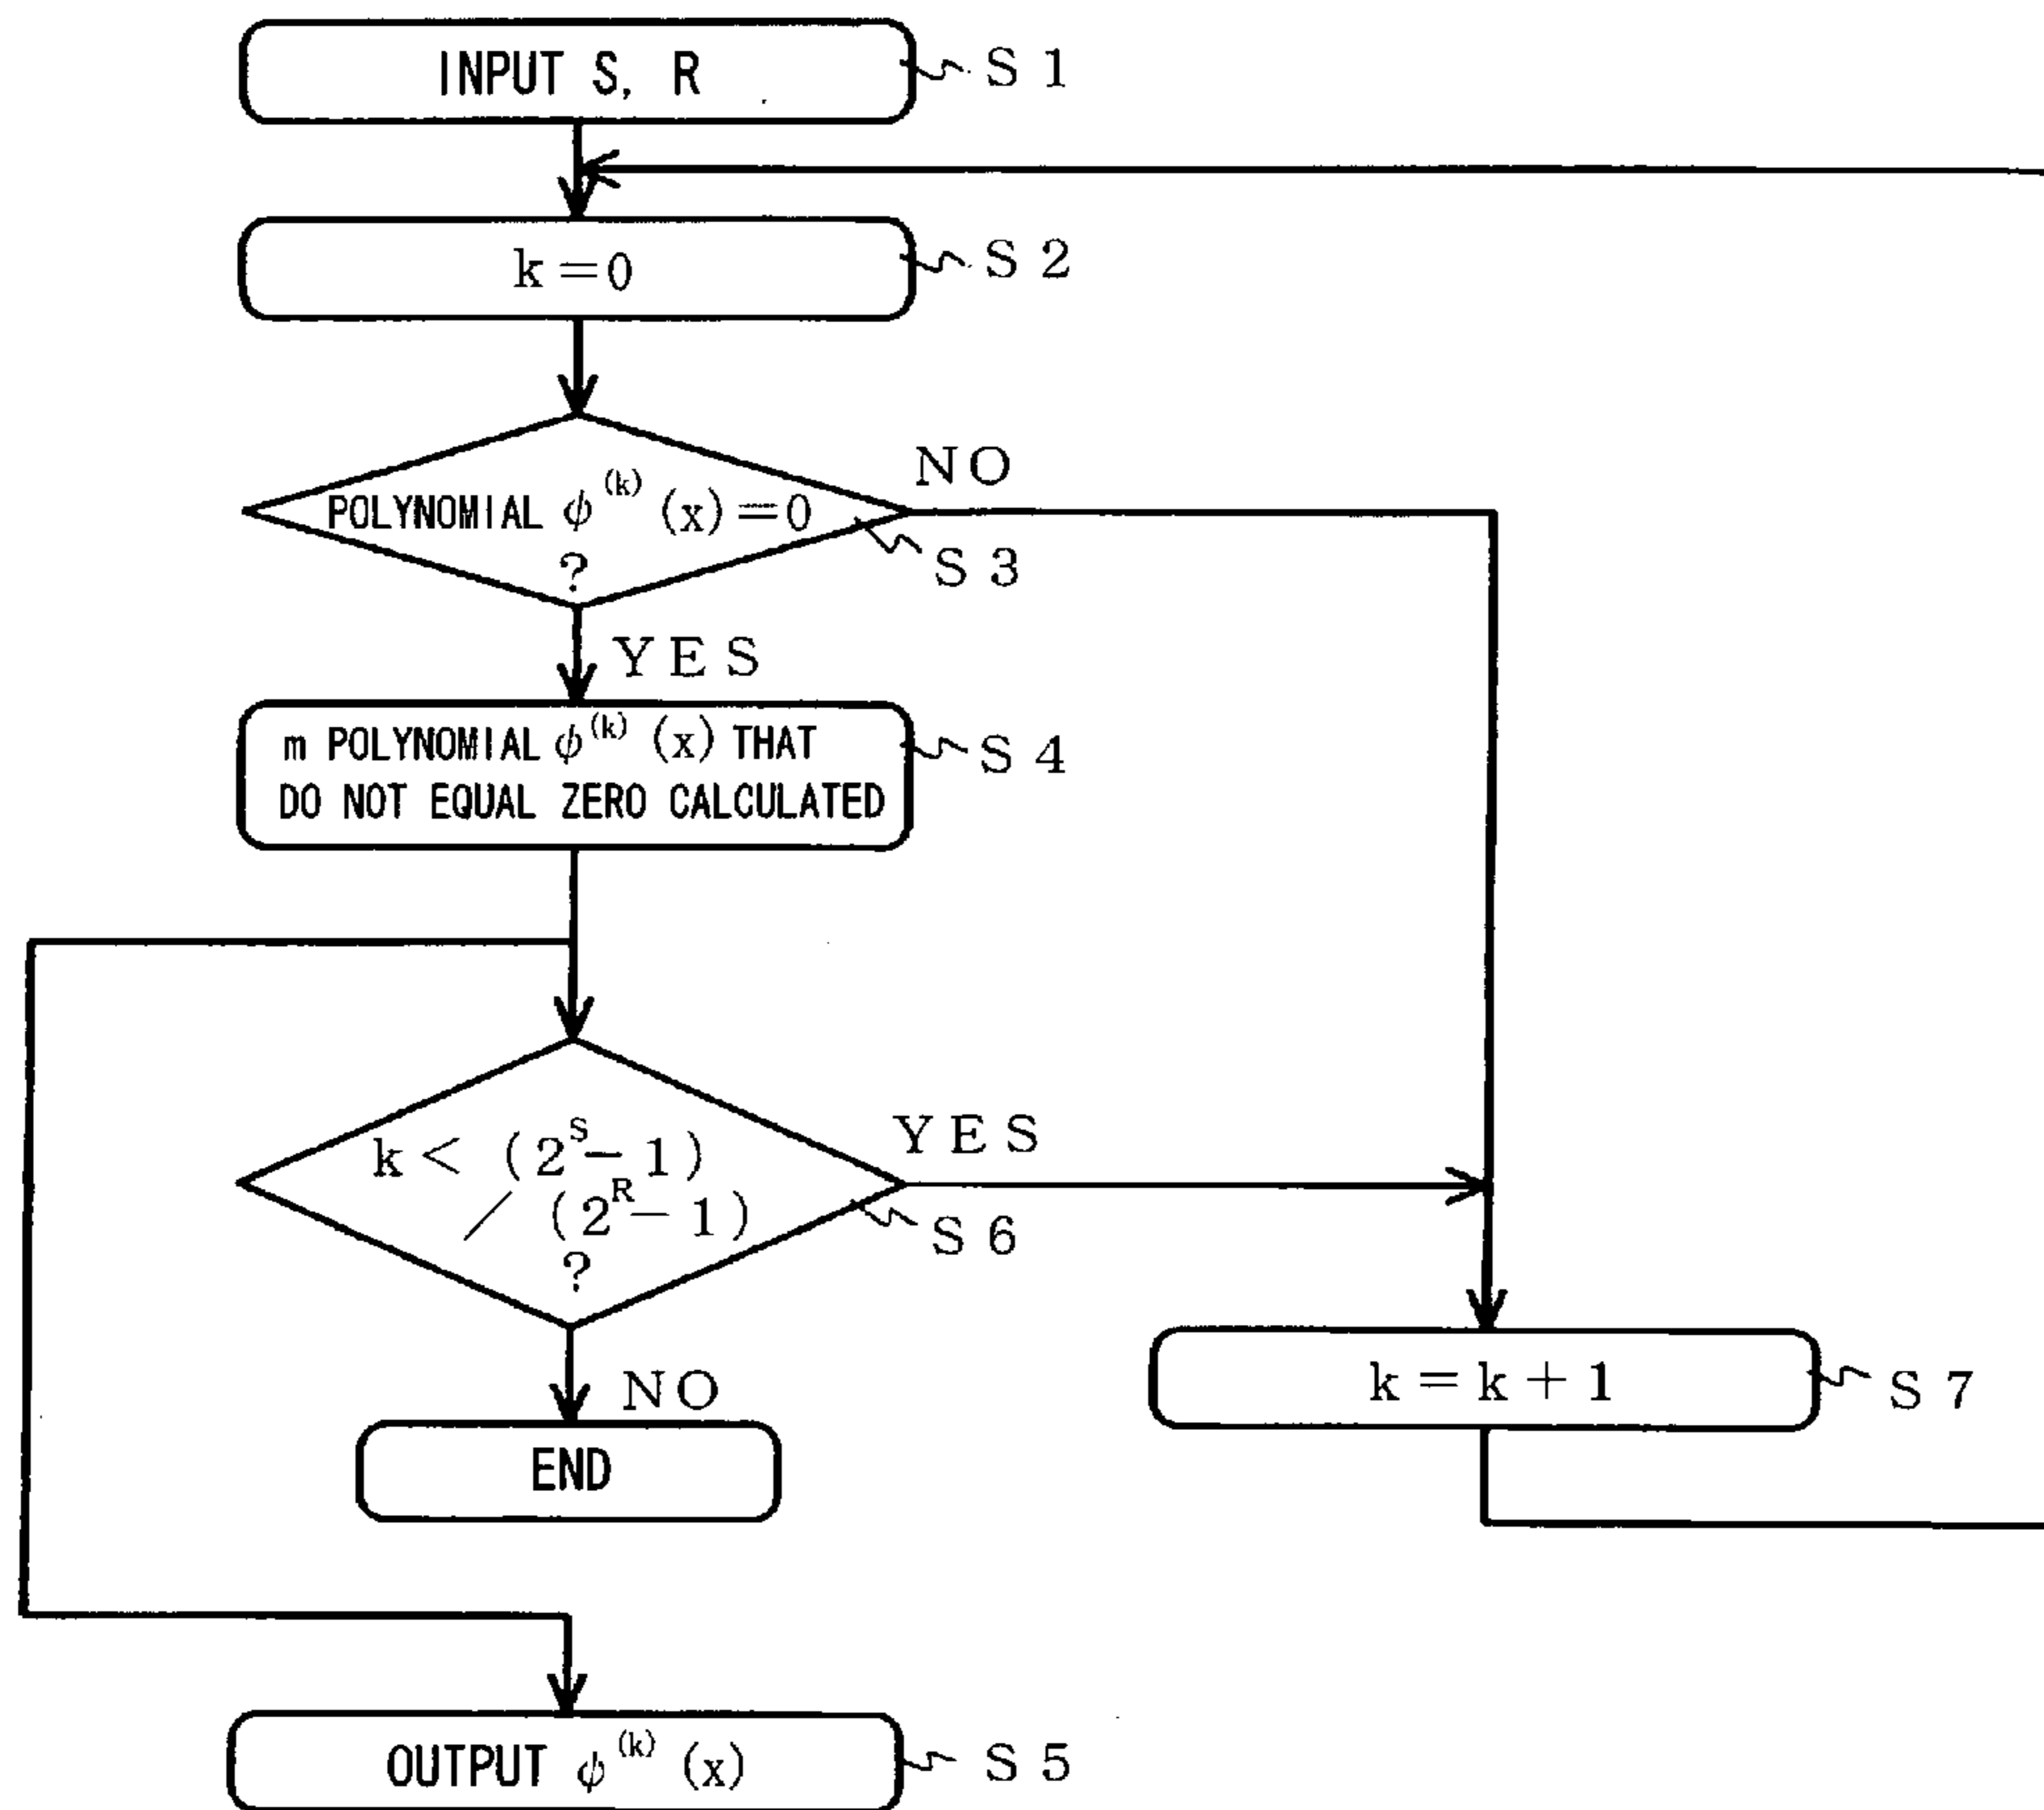 INPUT S, R
S 1
k=0
S 2
POLYNOMIAL ϕ^(k) (x)=0
?
NO
S 3
YES
m POLYNOMIAL ϕ^(k) (x) THAT
DO NOT EQUAL ZERO CALCULATED
S 4
k < (2^S - 1)
/ (2^R - 1)
?
YES
S 6
NO
END
k = k + 1
S 7
OUTPUT ϕ^(k) (x)
S 5